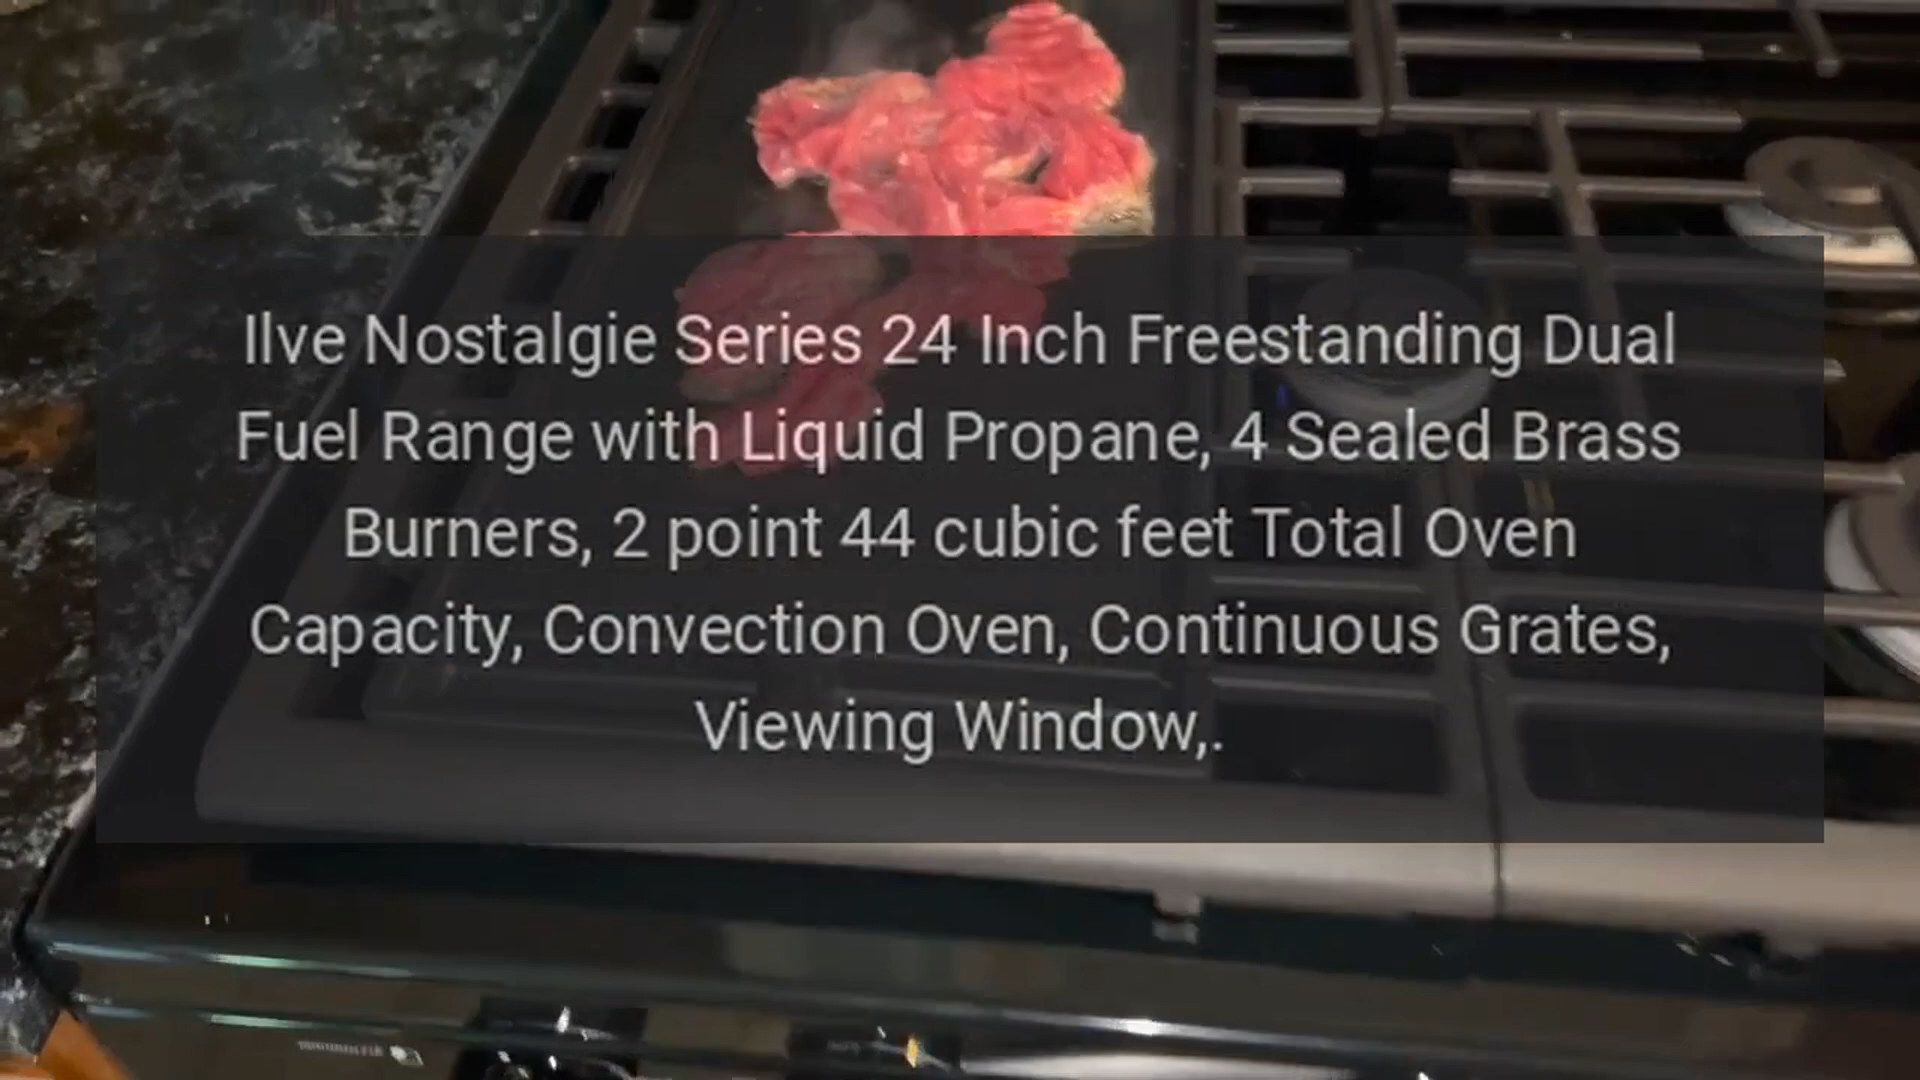 Ilve Nostalgie Series 24 Inch Freestanding Dual
Fuel Range with Liquid Propane, 4 Sealed Brass
Burners, 2 point 44 cubic feet Total Oven
Capacity, Convection Oven, Continuous Grates,
Viewing Window,.